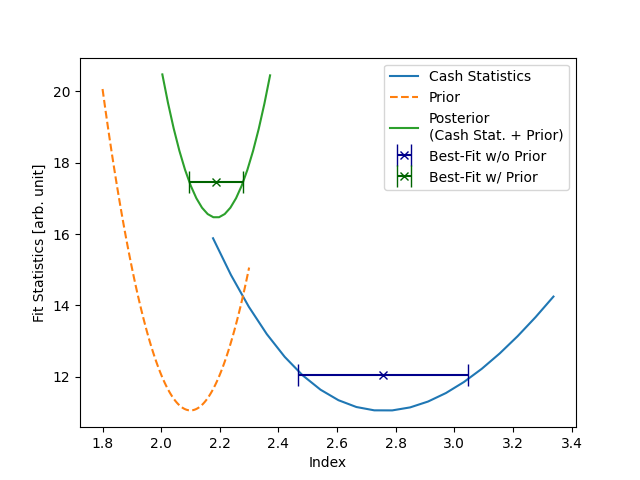 Cash Statistics
Prior
Posterior
(Cash Stat. + Prior)
Best-Fit w/o Prior
Best-Fit w/ Prior
Fit Statistics [arb. unit]
20
18
16
14
12
1.8 2.0 2.2 2.4 2.6 2.8 3.0 3.2 3.4
Index